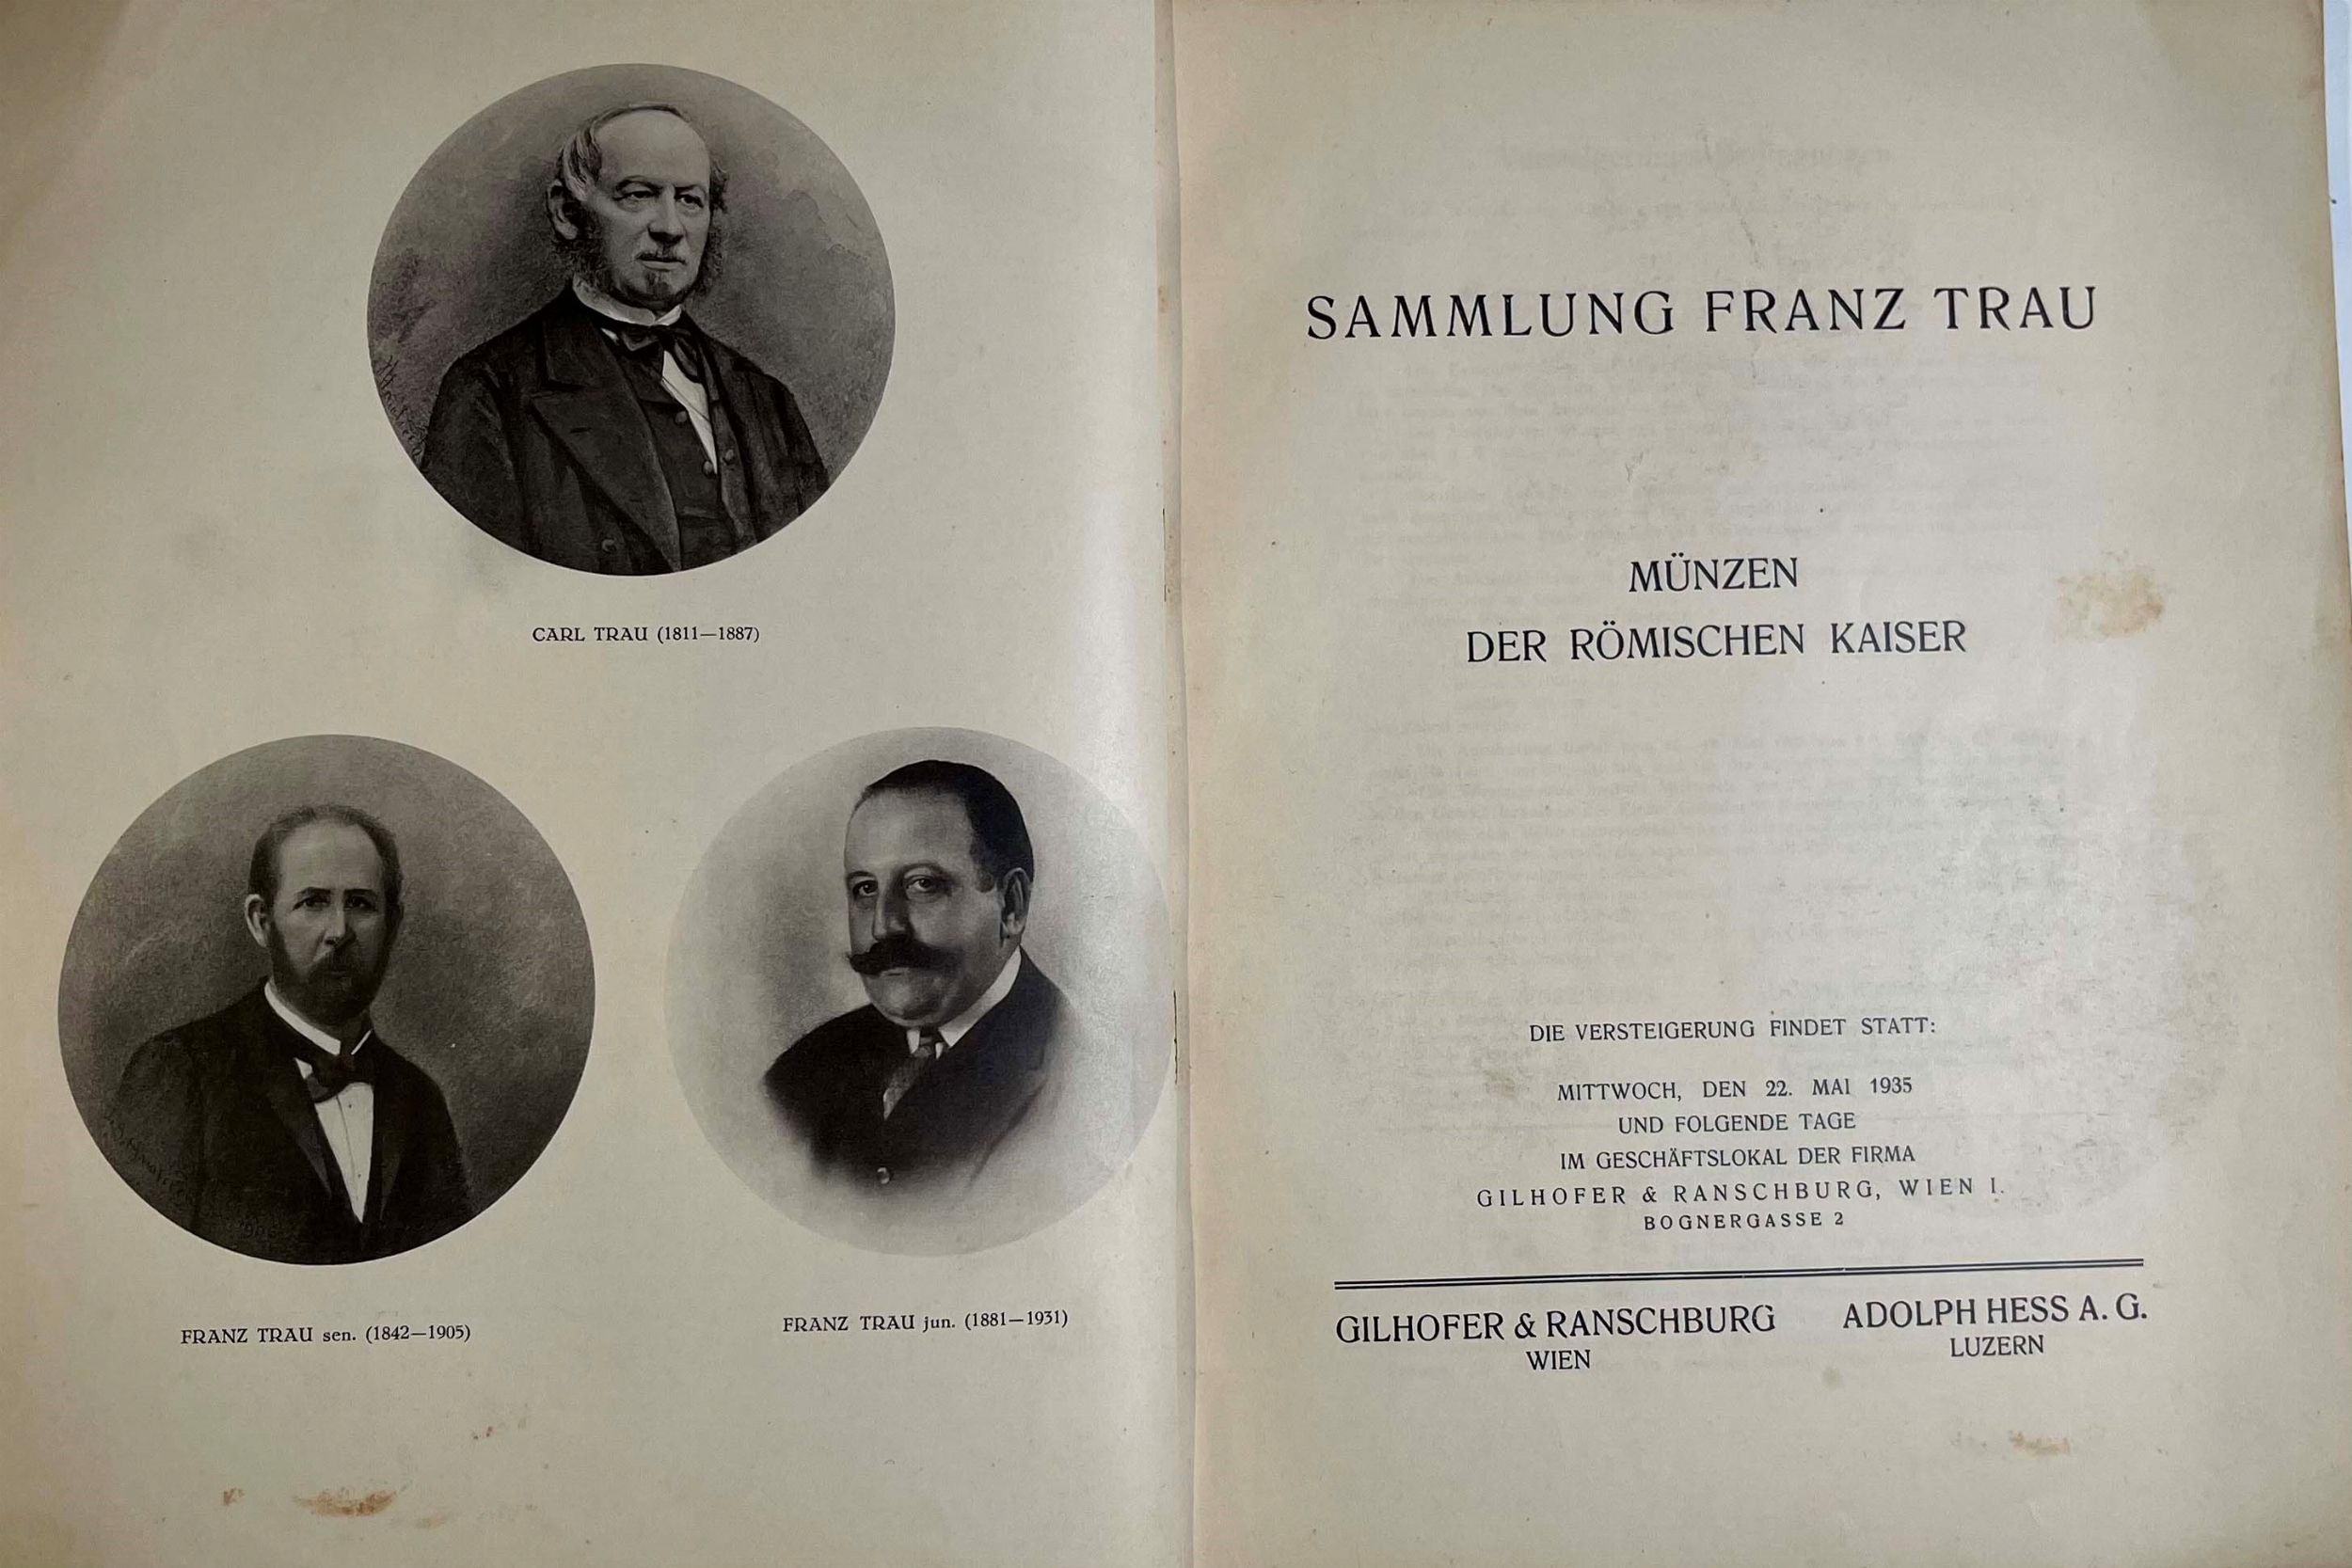 CARL TRAU (1811—1887)
FRANZ TRAU sen. (1842—1905)
FRANZ TRAU jun. (1881—1931)
SAMMLUNG FRANZ TRAU
MÜNZEN
DER RÖMISCHEN KAISER
DIE VERSTEIGERUNG FINDET STATT:
MITTWOCH, DEN 22. MAI 1935
UND FOLGENDE TAGE
IM GESCHÄFTSLOKAL DER FIRMA
GILHOFER & RANSCHBURG, WIEN I.
BOGNERGASSE 2
GILHOFER & RANSCHBURG
WIEN
ADOLPH HESS A. G.
LUZERN